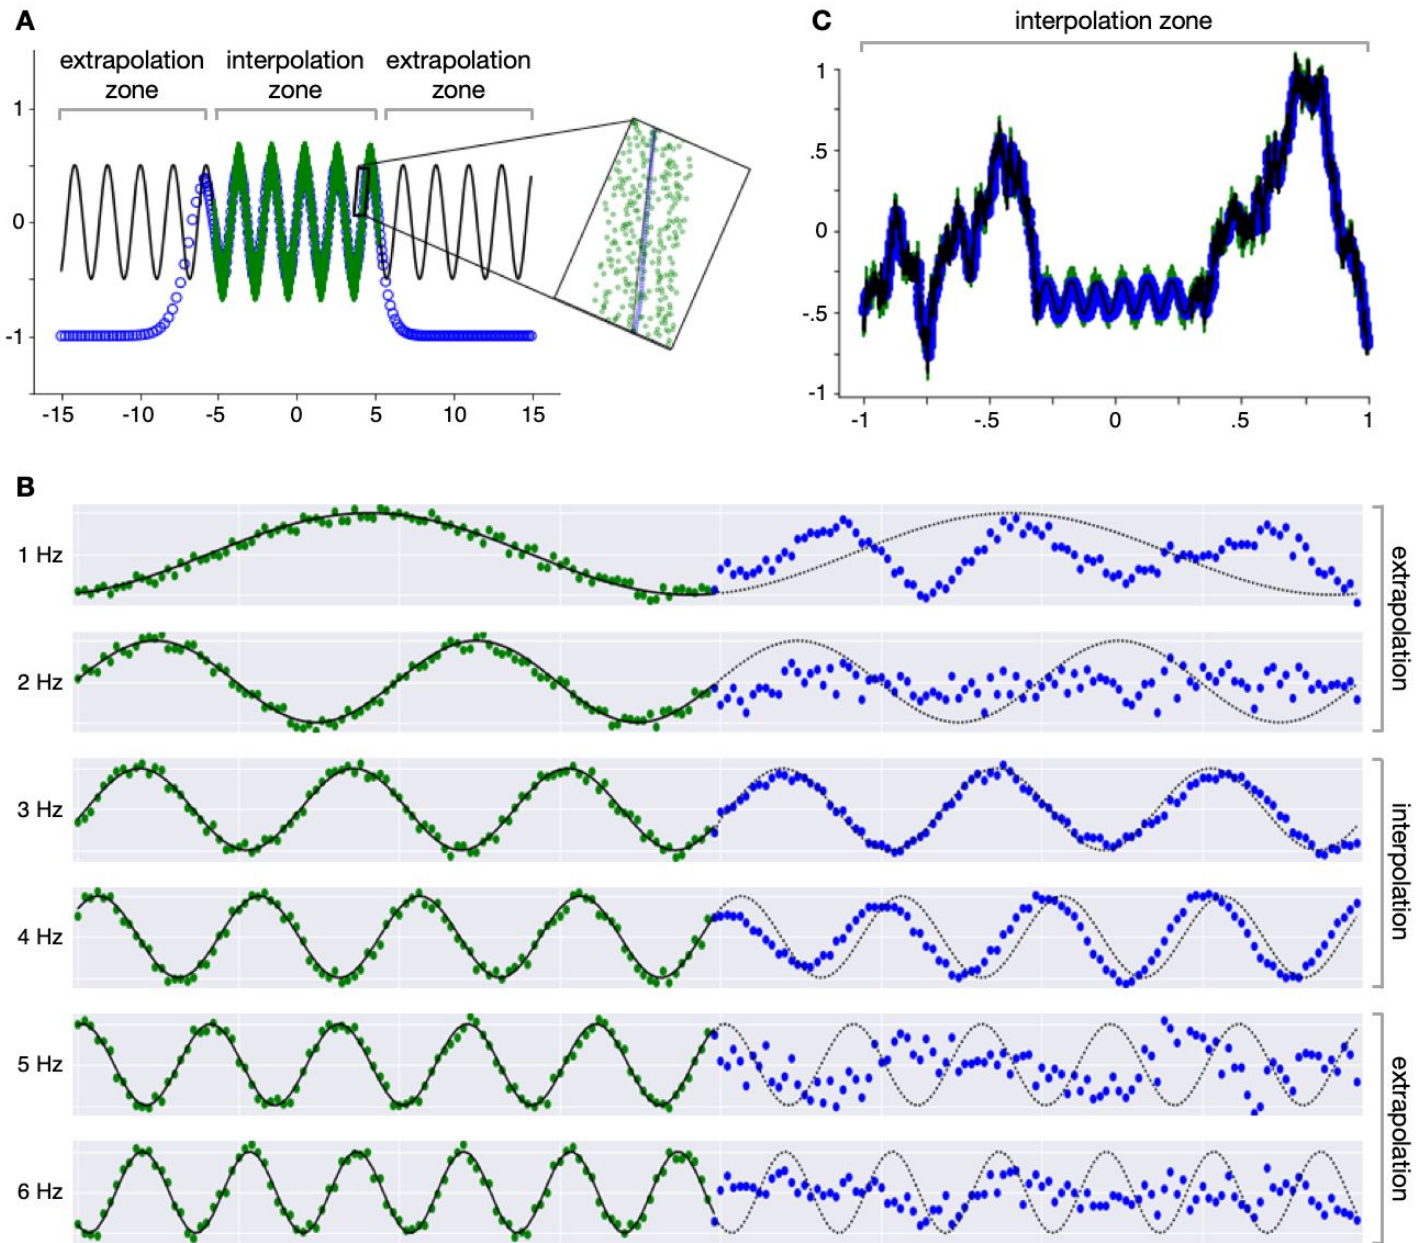 A
extrapolation zone
interpolation zone
extrapolation zone
1
0
-1
-15
-10
-5
0
5
10
15
C
interpolation zone
1
.5
0
-.5
-1
-1
-.5
0
.5
1
B
1 Hz
2 Hz
3 Hz
4 Hz
5 Hz
6 Hz
extrapolation
interpolation
extrapolation